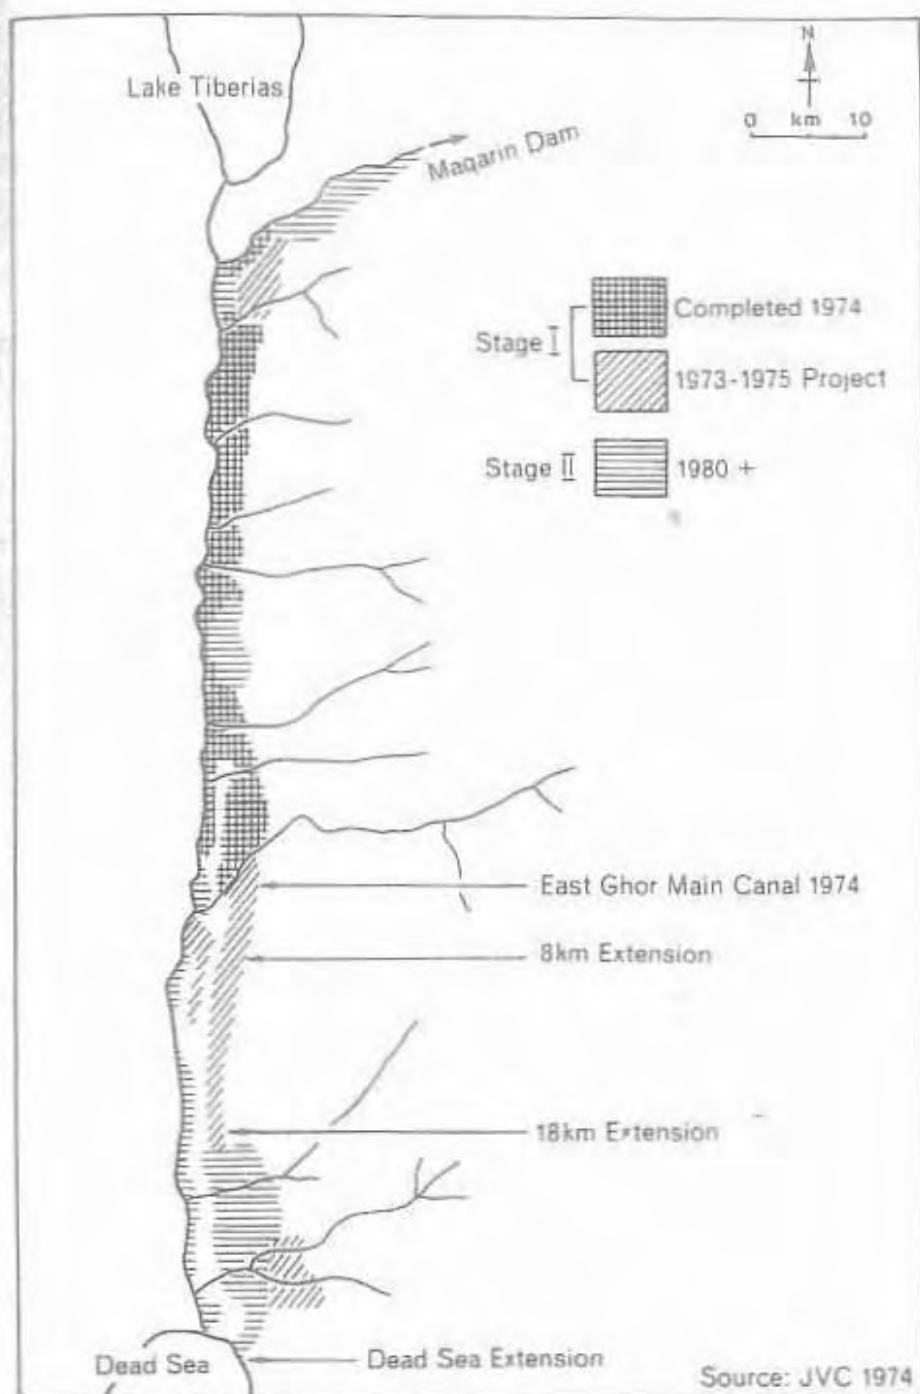 Lake Tiberias
N
0 km 10
Maqarin Dam
Stage I
Completed 1974
1973-1975 Project
Stage II
1980 +
East Ghor Main Canal 1974
8km Extension
18km Extension
Dead Sea
Dead Sea Extension
Source: JVC 1974